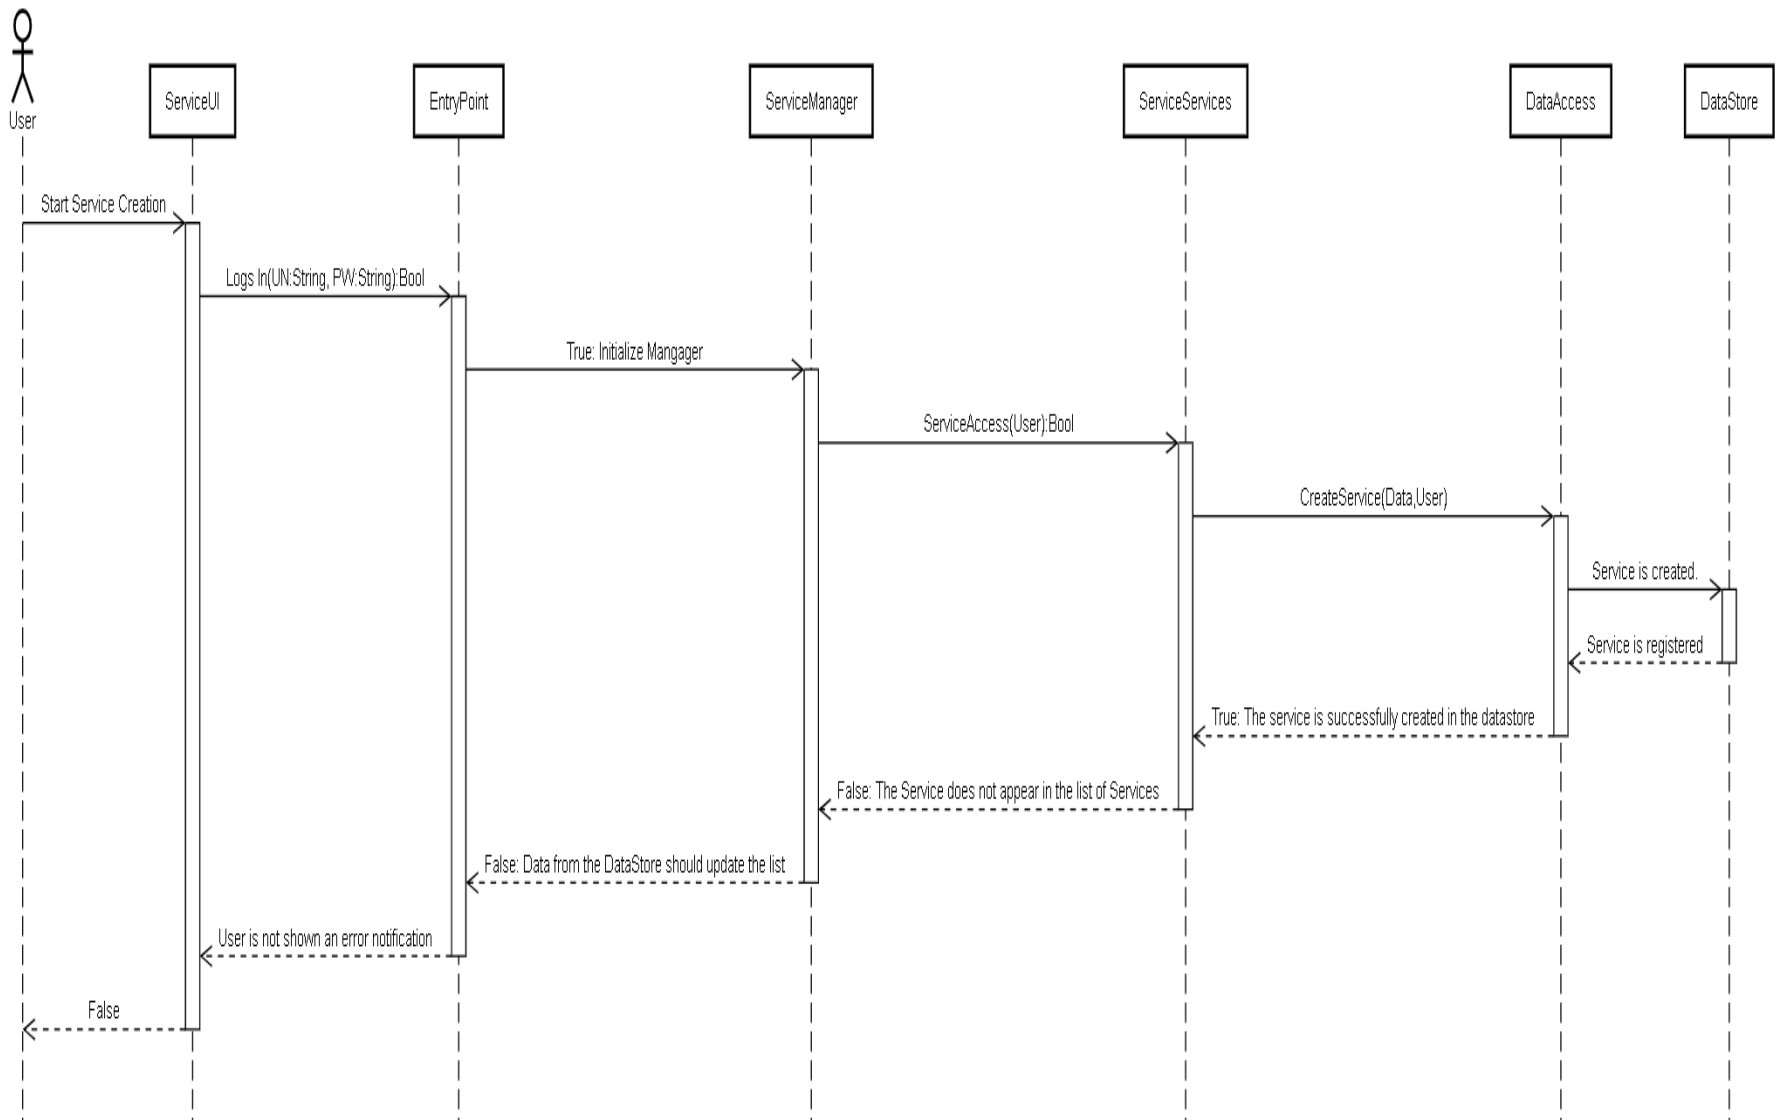 User
ServiceUI
EntryPoint
ServiceManager
ServiceServices
DataAccess
DataStore
Start Service Creation
Logs In(UN:String, PW:String):Bool
True: Initialize Mangager
ServiceAccess(User):Bool
CreateService(Data,User)
Service is created.
Service is registered
True: The service is successfully created in the datastore
False: The Service does not appear in the list of Services
False: Data from the DataStore should update the list
User is not shown an error notification
False